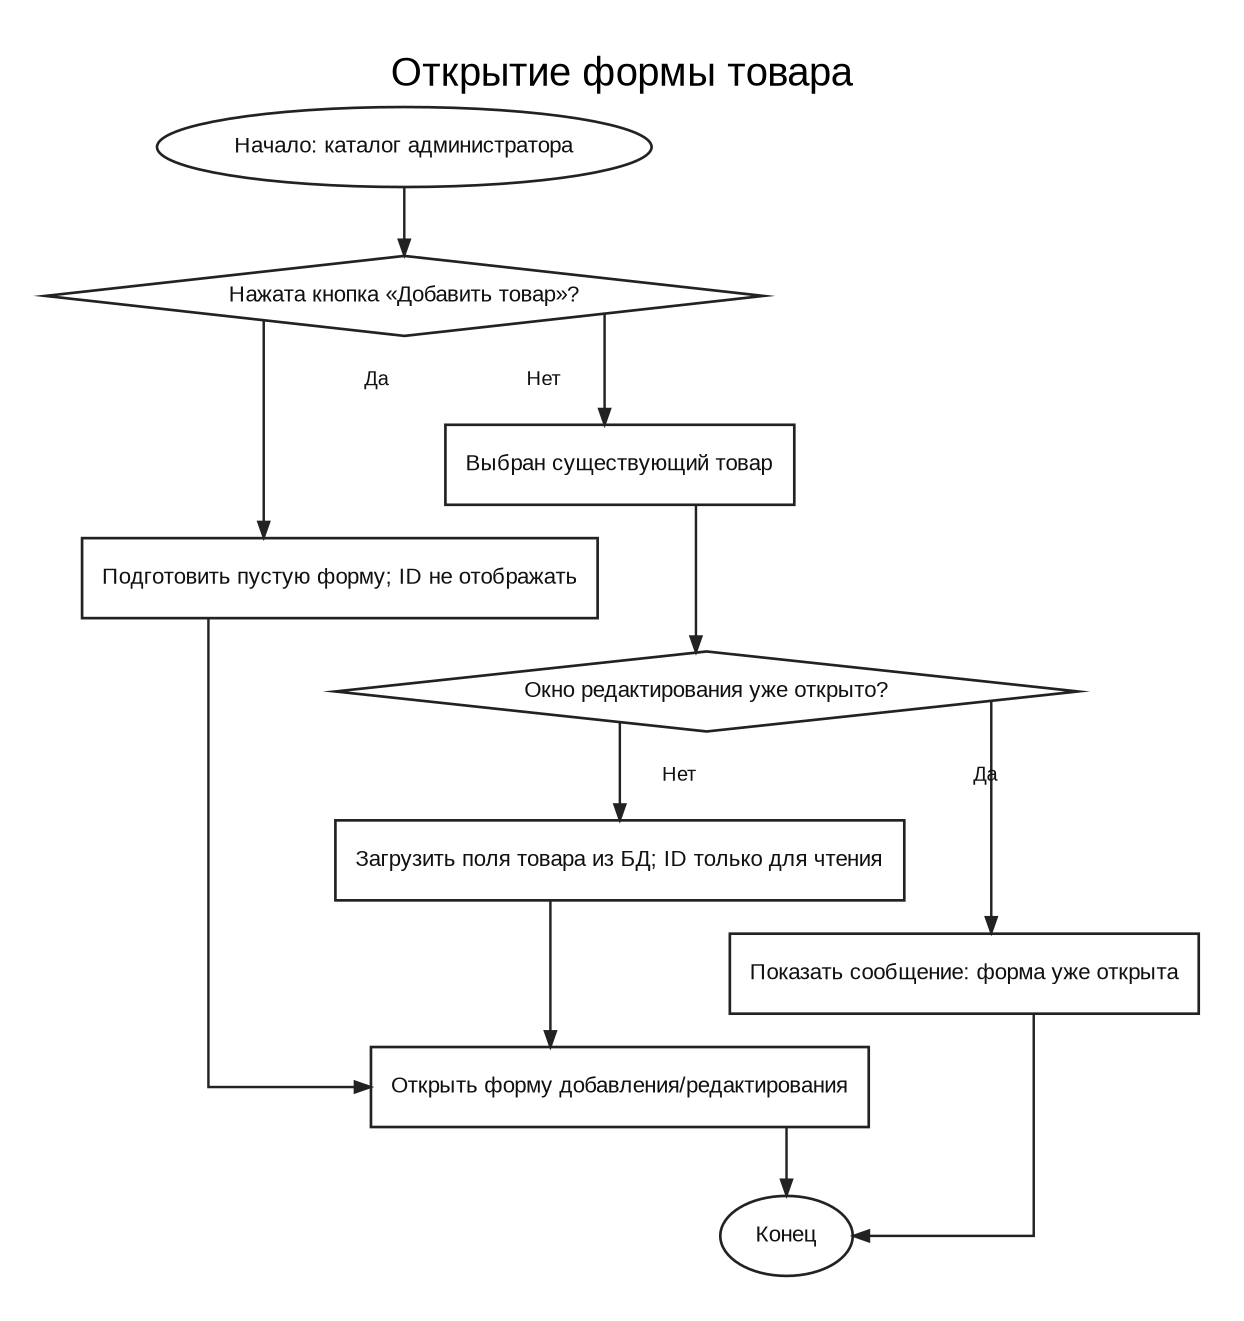 Открытие формы товара
Начало: каталог администратора
Нажата кнопка «Добавить товар»?
Да
Нет
Выбран существующий товар
Подготовить пустую форму; ID не отображать
Окно редактирования уже открыто?
Нет
Да
Загрузить поля товара из БД; ID только для чтения
Показать сообщение: форма уже открыта
Открыть форму добавления/редактирования
Конец